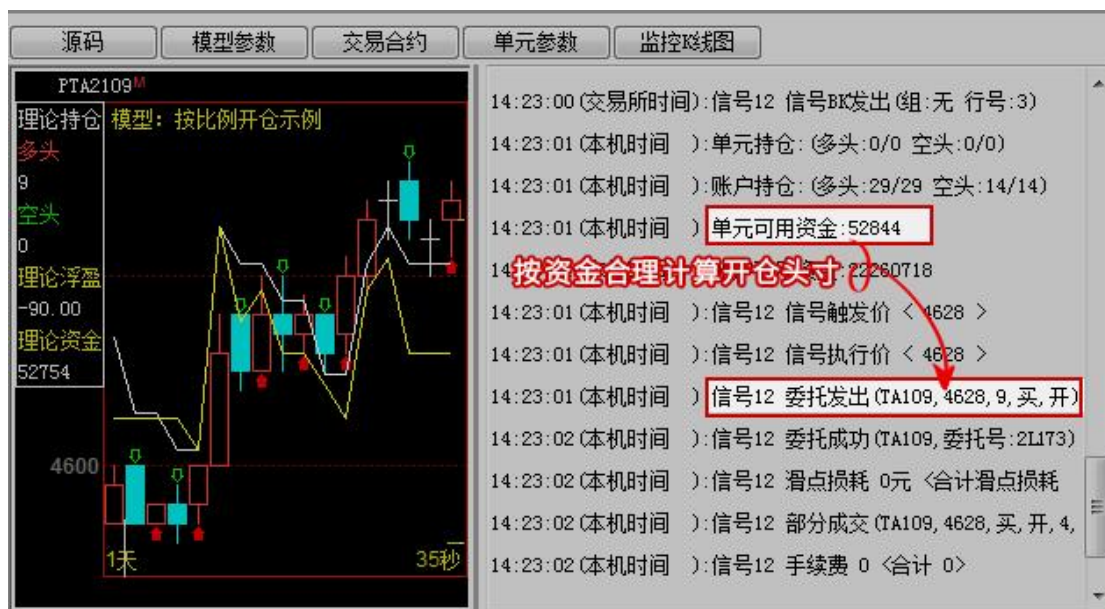 源码 模型参数 交易合约 单元参数 监控K线图
PTA2109M
理论持仓 模型：按比例开仓示例
多头
9
空头
0
理论浮盈
-90.00
理论资金
52754
4600
1天 35秒
14:23:00(交易所时间):信号12 信号BK发出(组:无 行号:3)
14:23:01(本机时间 ):单元持仓:(多头:0/0 空头:0/0)
14:23:01(本机时间 ):账户持仓:(多头:29/29 空头:14/14)
14:23:01(本机时间 ) 单元可用资金:52844
按资金合理计算开仓头寸
:22260718
14:23:01(本机时间 ):信号12 信号触发价 < 4628 >
14:23:01(本机时间 ):信号12 信号执行价 < 4628 >
14:23:01(本机时间 ) 信号12 委托发出(TA109,4628,9,买,开)
14:23:02(本机时间 ):信号12 委托成功(TA109,委托号:2L173)
14:23:02(本机时间 ):信号12 滑点损耗 0元 <合计滑点损耗
14:23:02(本机时间 ):信号12 部分成交(TA109,4628,买,开,4,
14:23:02(本机时间 ):信号12 手续费 0 <合计 0>